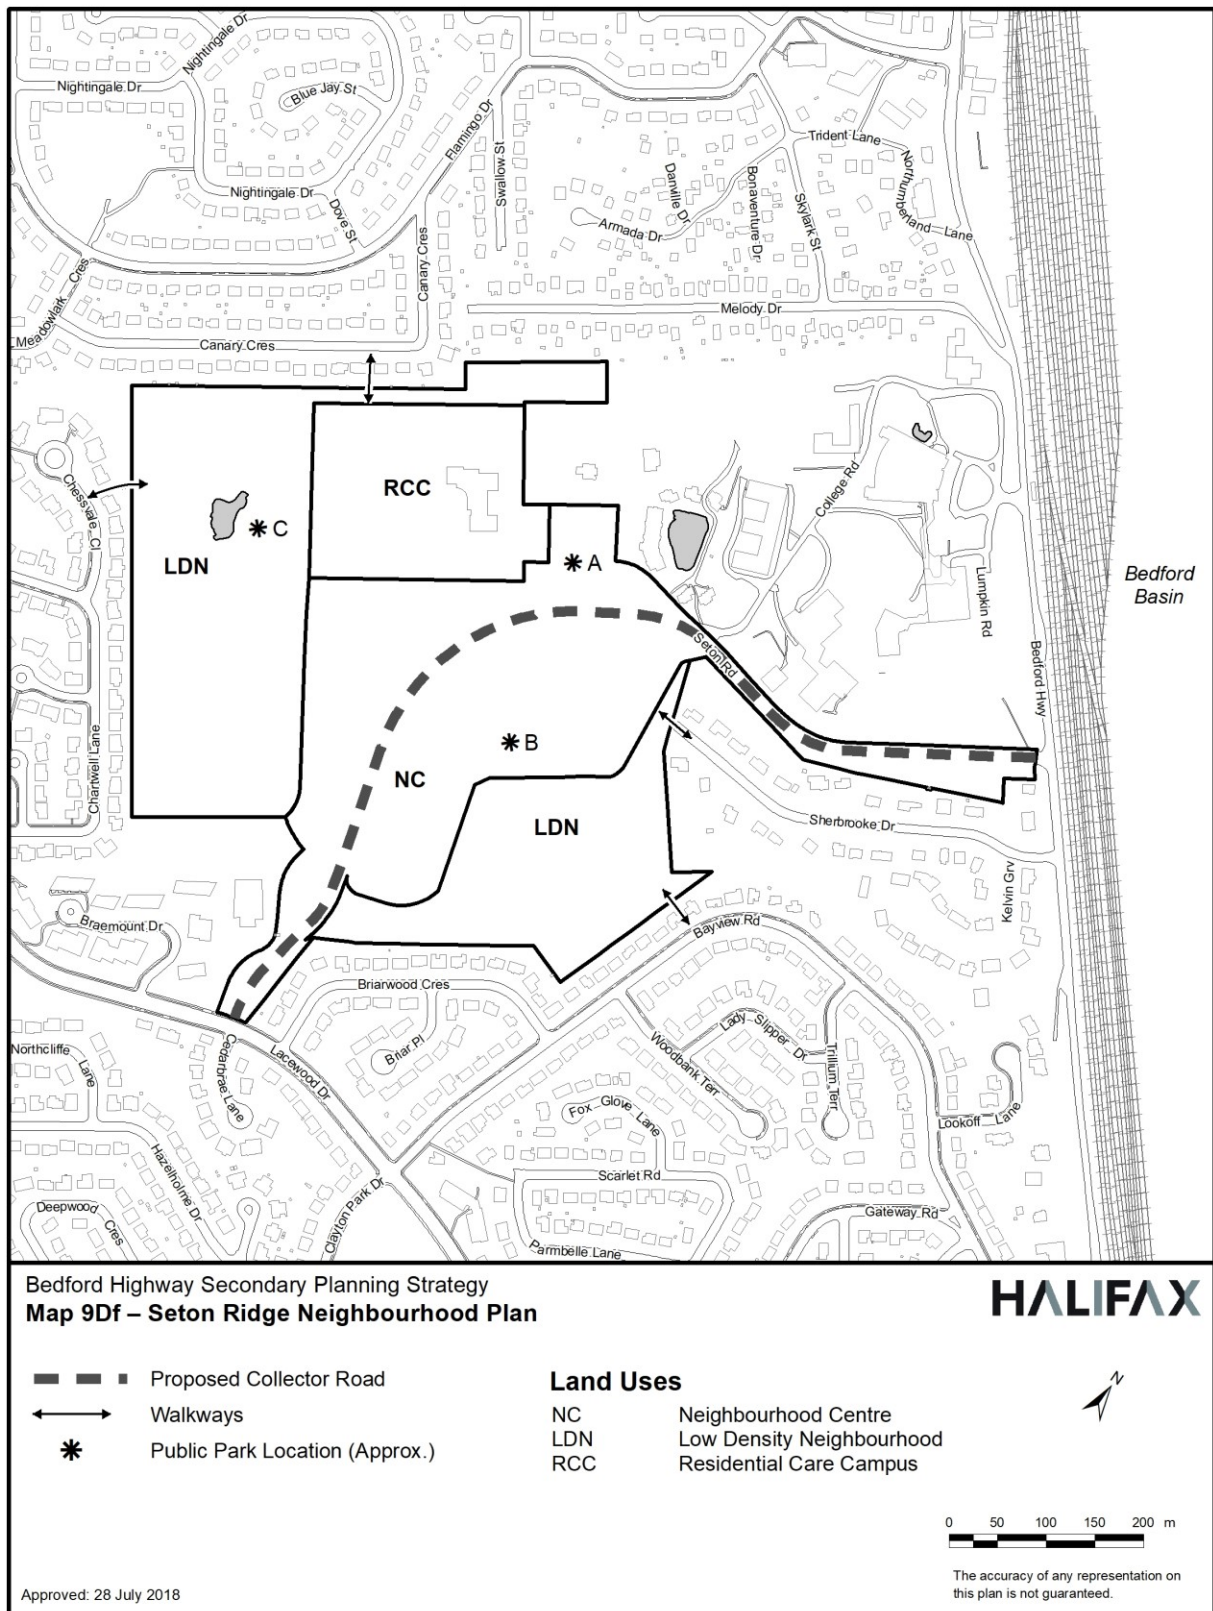 Nightingale Dr
Nightingale Dr
Blue Jay St
Flamingo Dr
Nightingale Dr
Dove St
Swallow St
Canary Cres
Danville Dr
Bonaventure Dr
Armada Dr
Skylark St
Trident Lane
Northumberland Lane
Meadowlark Cres
Canary Cres
Melody Dr
Chessvale Cl
RCC
C
LDN
A
College Rd
Lumpkin Rd
Bedford
Basin
Bedford Hwy
Seton Rd
Chartwell Lane
B
NC
LDN
Sherbrooke Dr
Kelvin Grv
Braemount Dr
Bayview Rd
Briarwood Cres
Briar Pl
Lacewood Dr
Cedarbrae Lane
Northcliffe
Lane
Lady Slipper Dr
Woodbank Terr
Trillium Terr
Fox Glove Lane
Lookoff Lane
Scarlet Rd
Hazelholme Dr
Deepwood Cres
Clayton Park Dr
Parmbelle Lane
Gateway Rd
Bedford Highway Secondary Planning Strategy
Map 9Df – Seton Ridge Neighbourhood Plan
HALIFAX
Proposed Collector Road
Walkways
Public Park Location (Approx.)
Land Uses
NC Neighbourhood Centre
LDN Low Density Neighbourhood
RCC Residential Care Campus
N
0 50 100 150 200 m
The accuracy of any representation on
this plan is not guaranteed.
Approved: 28 July 2018